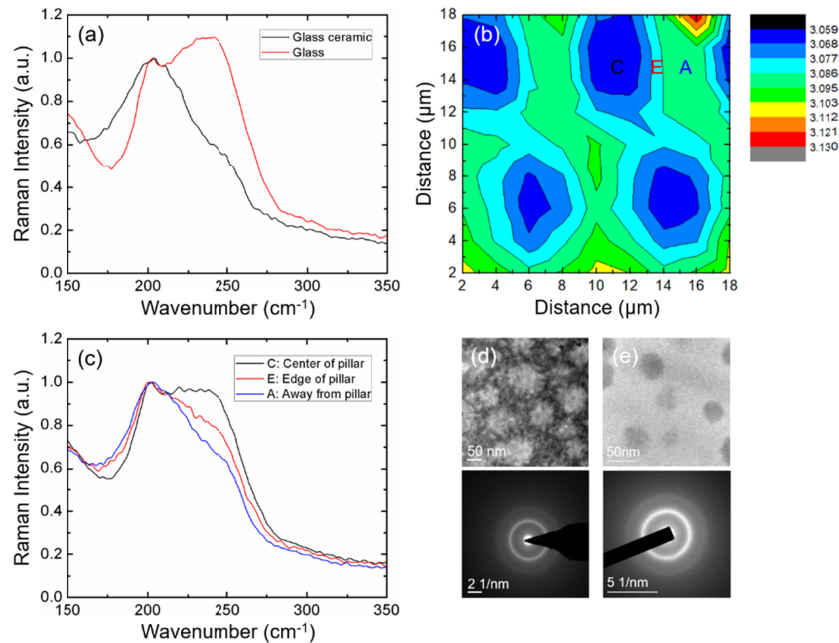 (a)
Glass ceramic
Glass
Raman Intensity (a.u.)
1.2
1.0
0.8
0.6
0.4
0.2
0.0
150 200 250 300 350
Wavenumber (cm⁻¹)
(b)
C E A
Distance (µm)
18
16
14
12
10
8
6
4
2
2 4 6 8 10 12 14 16 18
Distance (µm)
3.059
3.068
3.077
3.086
3.095
3.103
3.112
3.121
3.130
(c)
C: Center of pillar
E: Edge of pillar
A: Away from pillar
Raman Intensity (a.u.)
1.2
1.0
0.8
0.6
0.4
0.2
0.0
150 200 250 300 350
Wavenumber (cm⁻¹)
(d)
50 nm
(e)
50nm
2 1/nm
5 1/nm